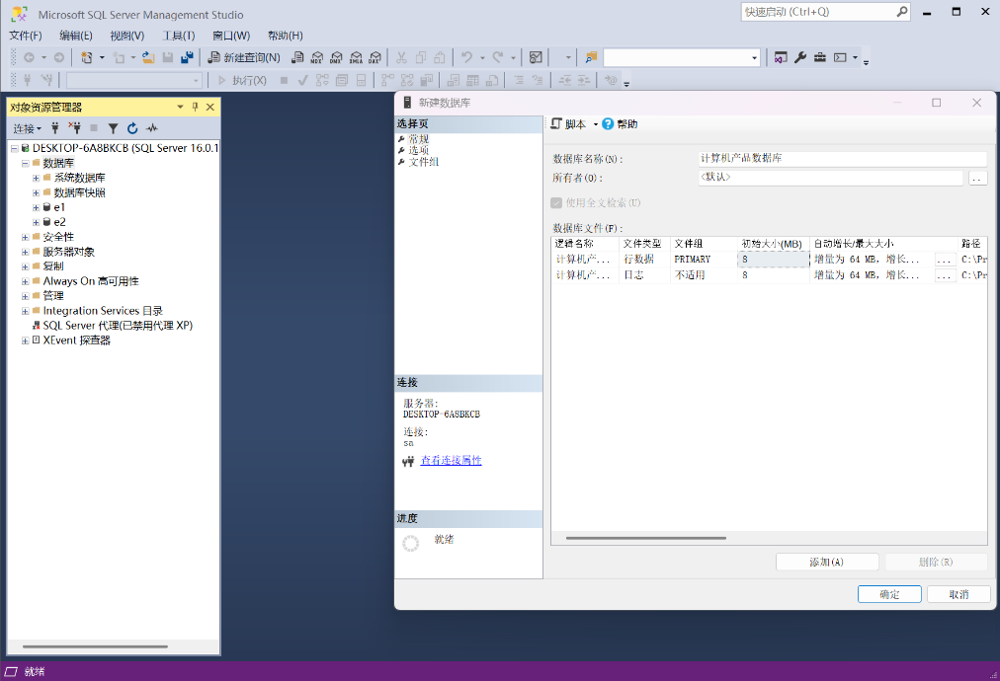 Microsoft SQL Server Management Studio
快速启动 (Ctrl+Q)
文件(F) 编辑(E) 视图(V) 工具(T) 窗口(W) 帮助(H)
新建查询(N)
MDX DMX XMLA DAX
执行(X)
对象资源管理器
连接
DESKTOP-6A8BKCB (SQL Server 16.0.1
数据库
系统数据库
数据库快照
e1
e2
安全性
服务器对象
复制
Always On 高可用性
管理
Integration Services 目录
SQL Server 代理(已禁用代理 XP)
XEvent 探查器
新建数据库
选择页
常规
选项
文件组
连接
服务器:
DESKTOP-6A8BKCB
连接:
sa
查看连接属性
进度
就绪
脚本 帮助
数据库名称(N): 计算机产品数据库
所有者(O): <默认> ..
使用全文检索(U)
数据库文件(F):
逻辑名称 文件类型 文件组 初始大小(MB) 自动增长/最大大小 路径
计算机产... 行数据 PRIMARY 8 增量为 64 MB, 增长... ... C:\Pr
计算机产... 日志 不适用 8 增量为 64 MB, 增长... ... C:\Pr
添加(A) 删除(R)
确定 取消
就绪